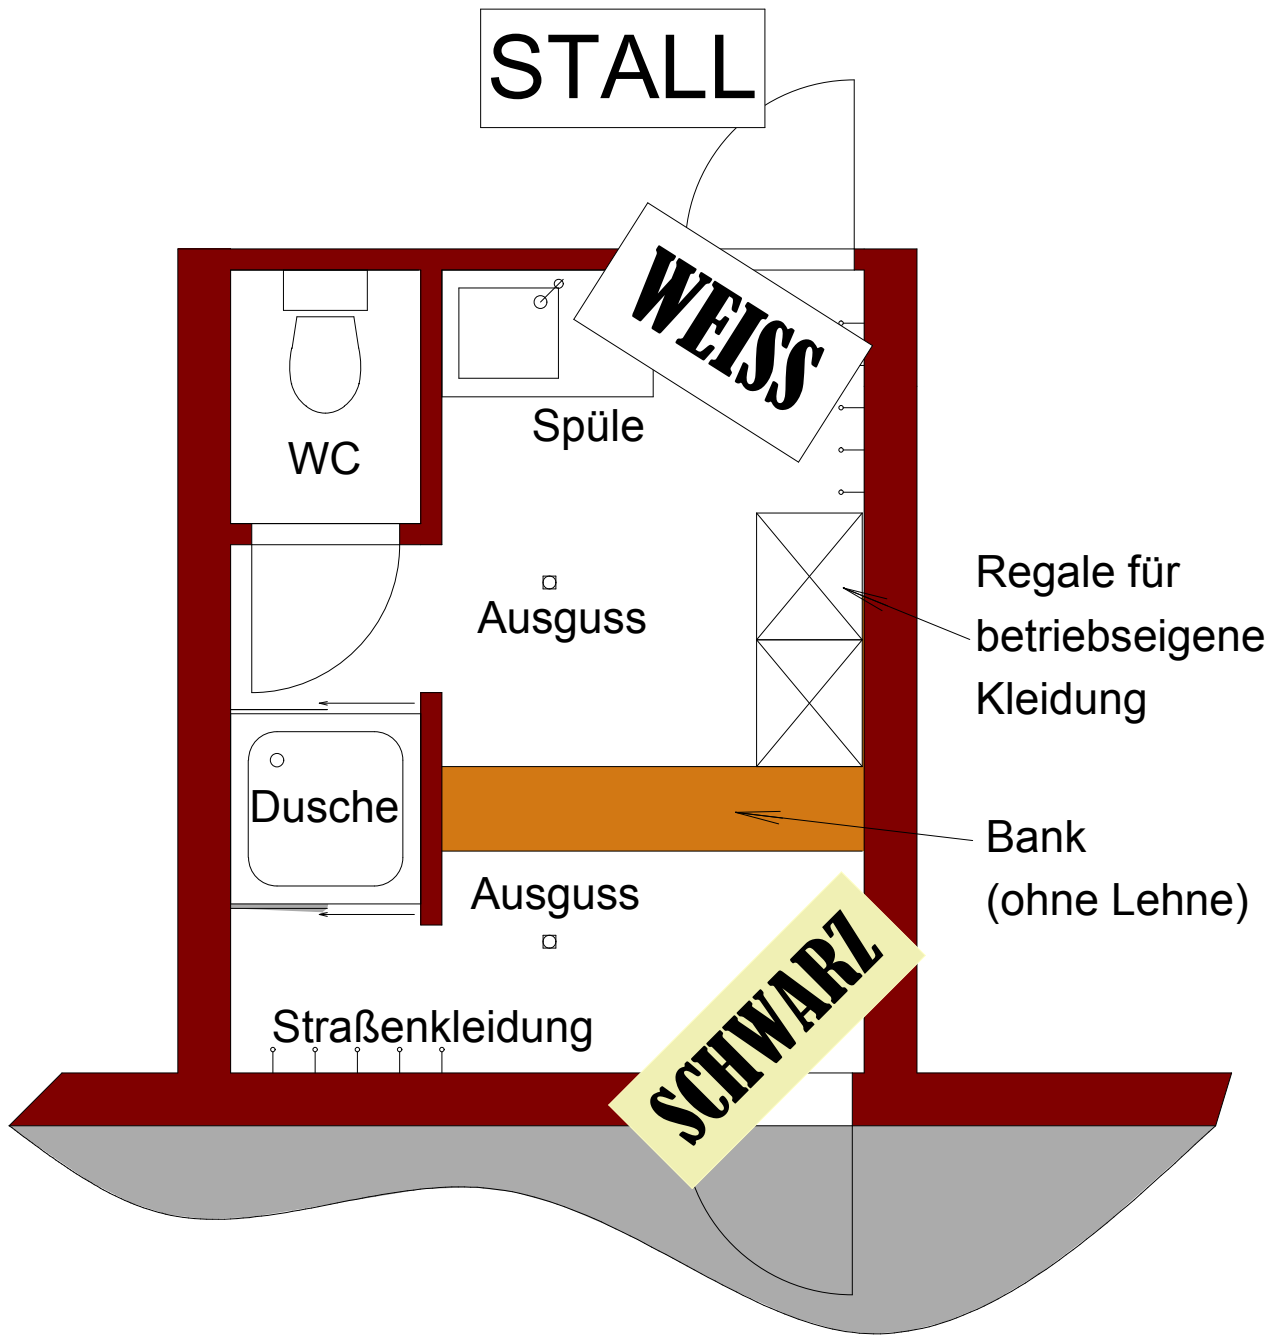 STALL
WEISS
Spüle
WC
Ausguss
Regale für
betriebseigene
Kleidung
Dusche
Bank
(ohne Lehne)
Ausguss
SCHWARZ
Straßenkleidung